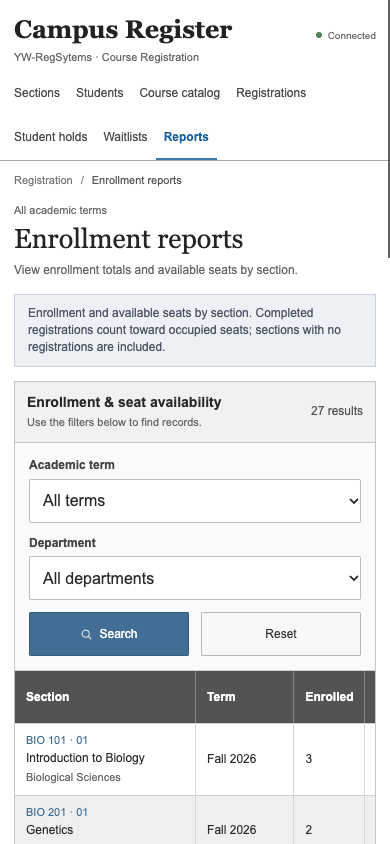 Campus Register
Connected
YW-RegSytems · Course Registration
Sections Students Course catalog Registrations
Student holds Waitlists Reports
Registration / Enrollment reports
All academic terms
Enrollment reports
View enrollment totals and available seats by section.
Enrollment and available seats by section. Completed
registrations count toward occupied seats; sections with no
registrations are included.
Enrollment & seat availability
27 results
Use the filters below to find records.
Academic term
All terms
Department
All departments
Search Reset
Section Term Enrolled
BIO 101 · 01
Introduction to Biology Fall 2026 3
Biological Sciences
BIO 201 · 01
Genetics Fall 2026 2